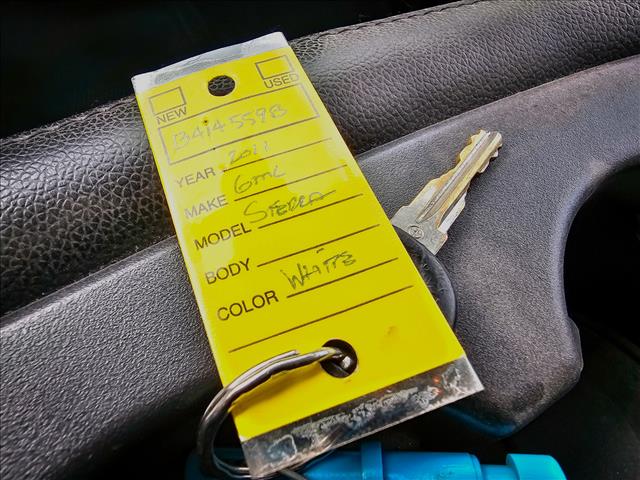 NEW USED
B414559B
YEAR 2011
MAKE GMC
MODEL SIERRA
BODY
COLOR WHITE